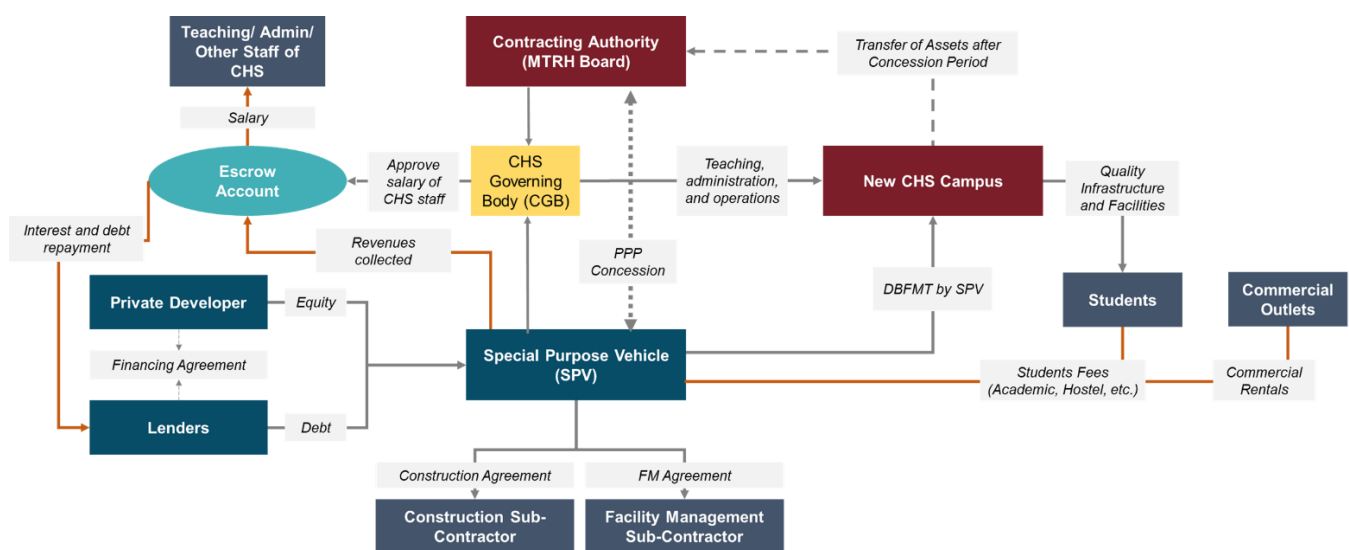 Teaching/ Admin/
Other Staff of
CHS
Contracting Authority
(MTRH Board)
Transfer of Assets after
Concession Period
Salary
Escrow
Account
Approve
salary of
CHS staff
CHS
Governing
Body (CGB)
Teaching,
administration,
and operations
New CHS Campus
Quality
Infrastructure
and Facilities
Interest and debt
repayment
Revenues
collected
PPP
Concession
DBFMT by SPV
Private Developer
Equity
Students
Commercial
Outlets
Financing Agreement
Special Purpose Vehicle
(SPV)
Students Fees
(Academic, Hostel, etc.)
Commercial
Rentals
Lenders
Debt
Construction Agreement
FM Agreement
Construction Sub-
Contractor
Facility Management
Sub-Contractor